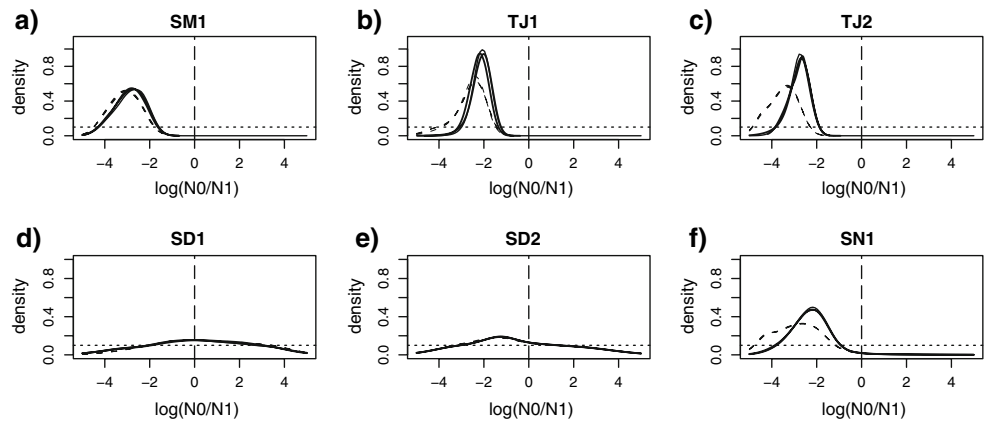 a) SM1
density
0.0 0.4 0.8
−4 −2 0 2 4
log(N0/N1)
b) TJ1
density
0.0 0.4 0.8
−4 −2 0 2 4
log(N0/N1)
c) TJ2
density
0.0 0.4 0.8
−4 −2 0 2 4
log(N0/N1)
d) SD1
density
0.0 0.4 0.8
−4 −2 0 2 4
log(N0/N1)
e) SD2
density
0.0 0.4 0.8
−4 −2 0 2 4
log(N0/N1)
f) SN1
density
0.0 0.4 0.8
−4 −2 0 2 4
log(N0/N1)